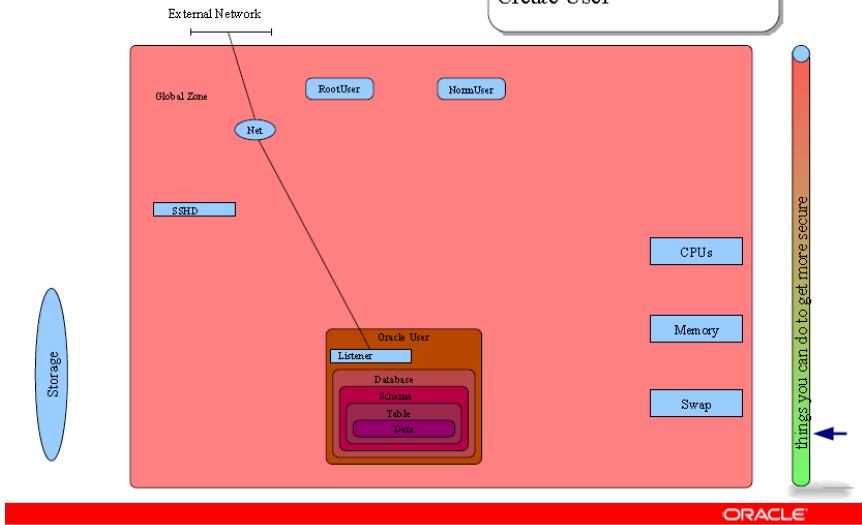 Create User
External Network
Global Zone
RootUser
NormUser
Net
SSHD
CPUs
Memory
Swap
Storage
Oracle User
Listener
Database
Schema
Table
Data
things you can do to get more secure
ORACLE